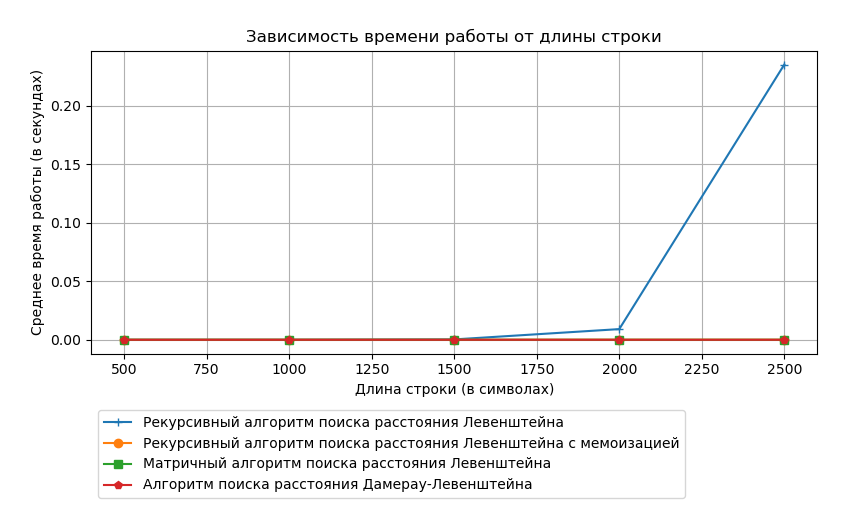 Зависимость времени работы от длины строки
Среднее время работы (в секундах)
0.20
0.15
0.10
0.05
0.00
500 750 1000 1250 1500 1750 2000 2250 2500
Длина строки (в символах)
Рекурсивный алгоритм поиска расстояния Левенштейна
Рекурсивный алгоритм поиска расстояния Левенштейна с мемоизацией
Матричный алгоритм поиска расстояния Левенштейна
Алгоритм поиска расстояния Дамерау-Левенштейна